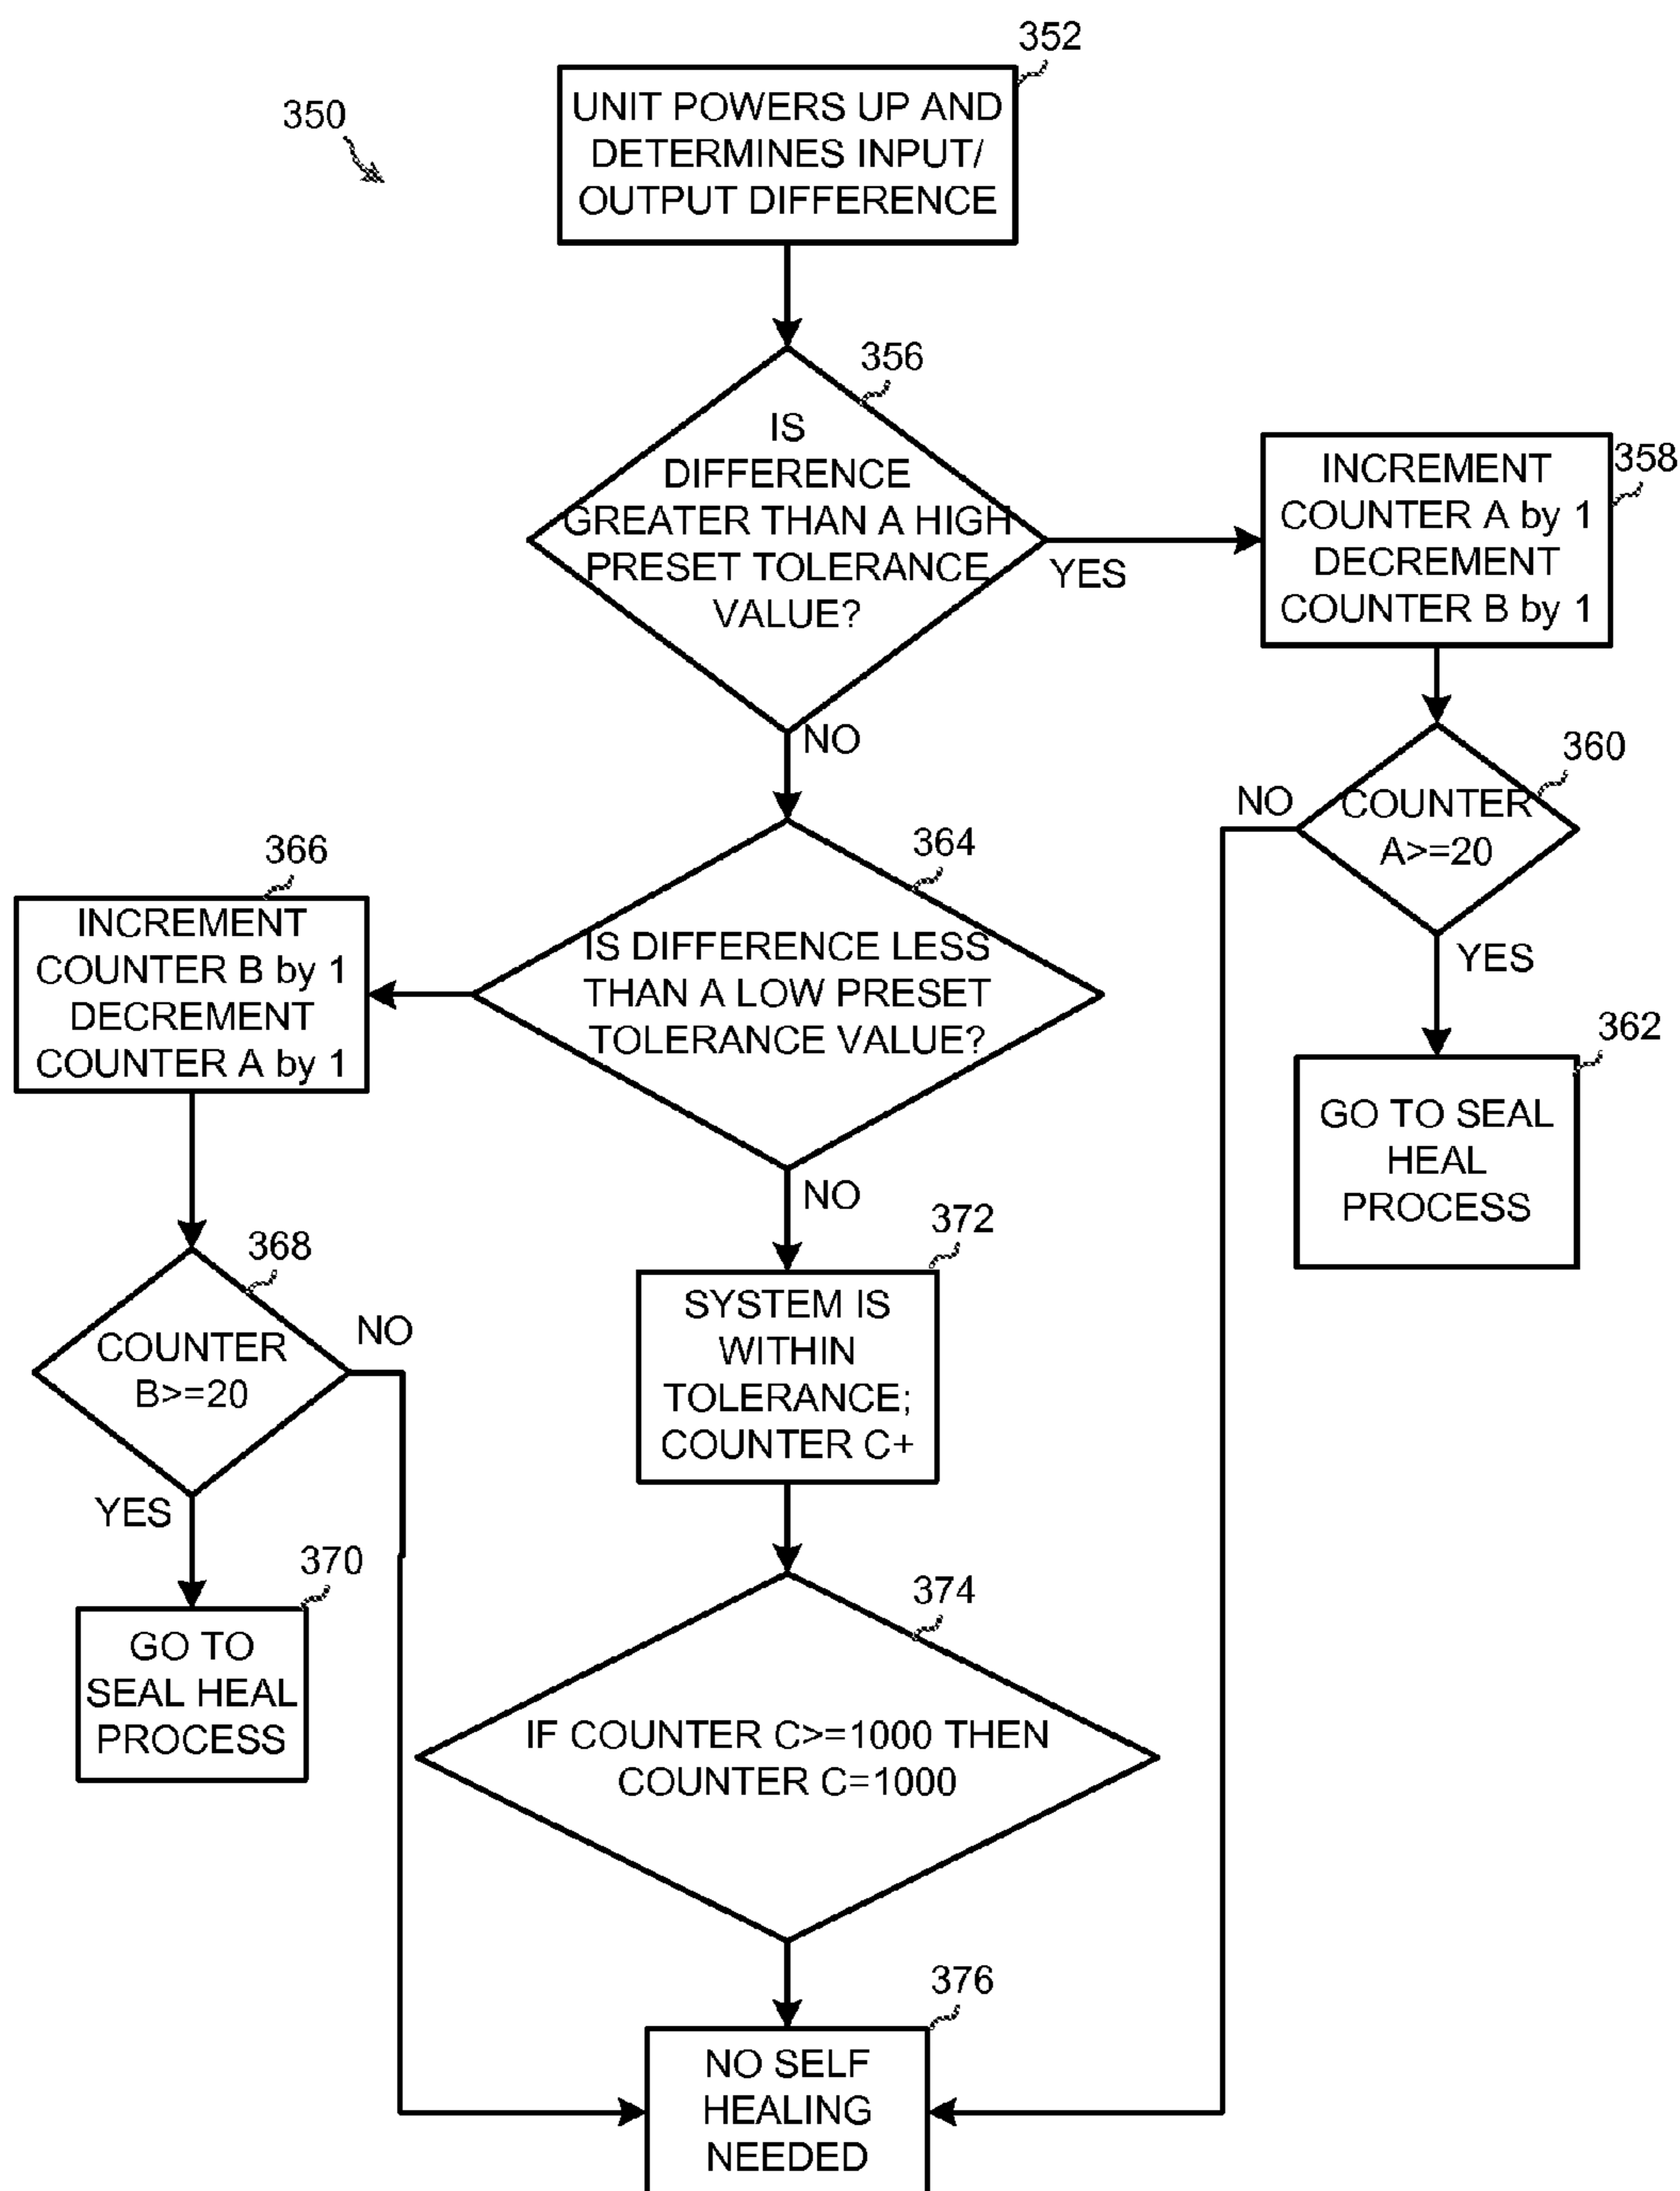 352
350
UNIT POWERS UP AND
DETERMINES INPUT/
OUTPUT DIFFERENCE
356
IS
DIFFERENCE
GREATER THAN A HIGH
PRESET TOLERANCE
VALUE?
YES
NO
358
INCREMENT
COUNTER A by 1
DECREMENT
COUNTER B by 1
360
COUNTER
A>=20
NO
YES
362
GO TO SEAL
HEAL
PROCESS
364
IS DIFFERENCE LESS
THAN A LOW PRESET
TOLERANCE VALUE?
NO
366
INCREMENT
COUNTER B by 1
DECREMENT
COUNTER A by 1
368
COUNTER
B>=20
NO
YES
370
GO TO
SEAL HEAL
PROCESS
372
SYSTEM IS
WITHIN
TOLERANCE;
COUNTER C+
374
IF COUNTER C>=1000 THEN
COUNTER C=1000
376
NO SELF
HEALING
NEEDED